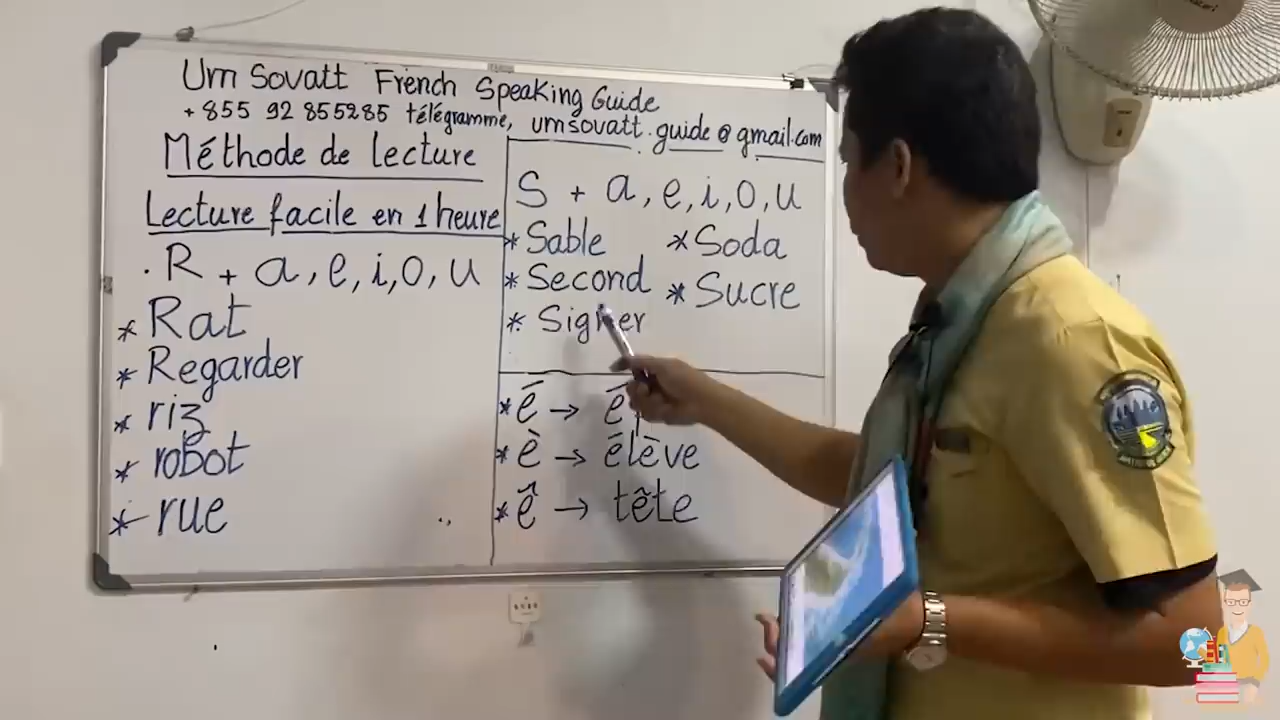 Um Sovatt French Speaking Guide
+855 92 855285 télégramme, umsovatt.guide@gmail.com
Méthode de lecture
Lecture facile en 1 heure
. R + a, e, i, o, u
* Rat
* Regarder
* riz
* robot
* rue
S + a, e, i, o, u
* Sable
* Soda
* Second
* Sucre
* Signer
* é →
* è → élève
* ê → tête